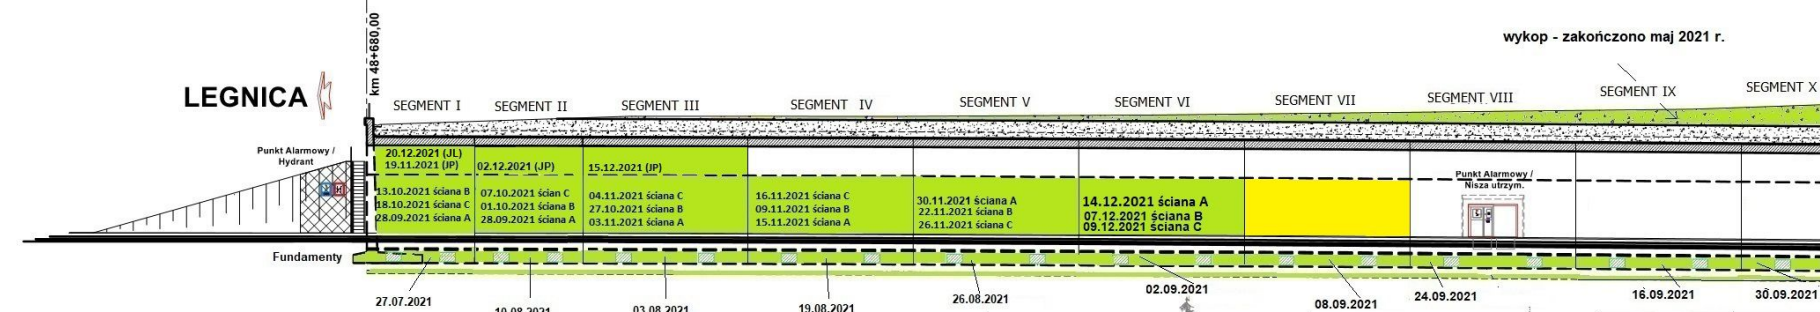 wykop - zakończono maj 2021 r.
km 48+680,00
LEGNICA
SEGMENT I
SEGMENT II
SEGMENT III
SEGMENT IV
SEGMENT V
SEGMENT VI
SEGMENT VII
SEGMENT VIII
SEGMENT IX
SEGMENT X
Punkt Alarmowy /
Hydrant
20.12.2021 (JL)
19.11.2021 (JP)
13.10.2021 ściana B
18.10.2021 ściana C
28.09.2021 ściana A
02.12.2021 (JP)
07.10.2021 ścian C
01.10.2021 ściana B
28.09.2021 ściana A
15.12.2021 (JP)
04.11.2021 ściana C
27.10.2021 ściana B
03.11.2021 ściana A
16.11.2021 ściana C
09.11.2021 ściana B
15.11.2021 ściana A
30.11.2021 ściana A
22.11.2021 ściana B
26.11.2021 ściana C
14.12.2021 ściana A
07.12.2021 ściana B
09.12.2021 ściana C
Punkt Alarmowy /
Nisza utrzym.
Fundamenty
27.07.2021
10.08.2021
03.08.2021
19.08.2021
26.08.2021
02.09.2021
08.09.2021
24.09.2021
16.09.2021
30.09.2021